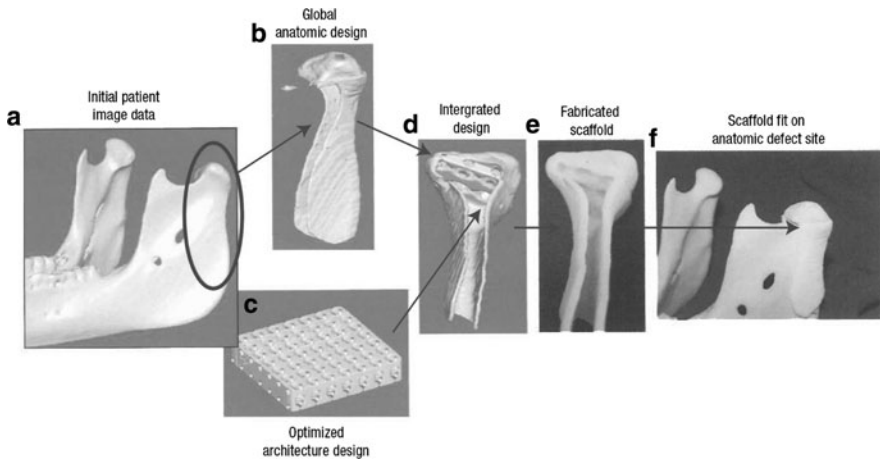 a
Initial patient
image data
b
Global
anatomic design
c
Optimized
architecture design
d
Intergrated
design
e
Fabricated
scaffold
f
Scaffold fit on
anatomic defect site